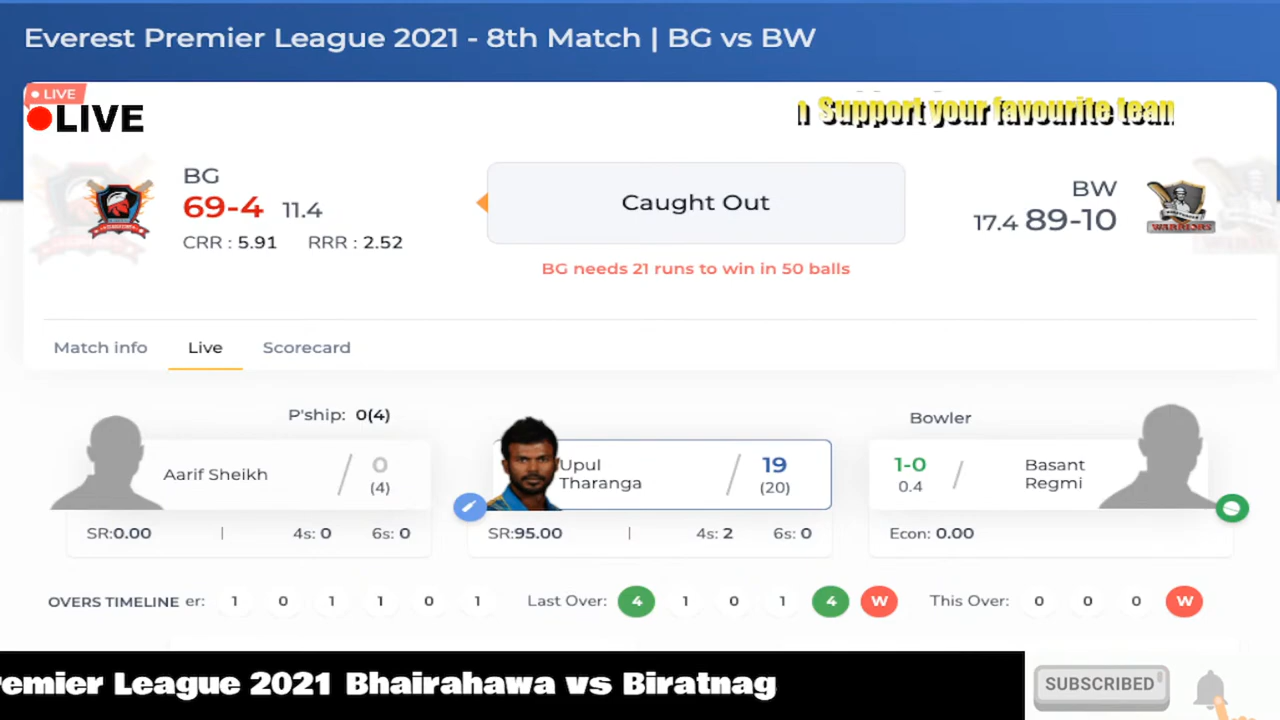 Everest Premier League 2021 - 8th Match | BG vs BW
LIVE
LIVE
Support your favourite team
BG
69-4 11.4
CRR : 5.91 RRR : 2.52
Caught Out
BG needs 21 runs to win in 50 balls
BW
17.4 89-10
WARRIORS
Match info Live Scorecard
P'ship: 0(4)
Aarif Sheikh / 0
(4)
SR:0.00 | 4s: 0 6s: 0
Upul
Tharanga / 19
(20)
SR:95.00 | 4s: 2 6s: 0
Bowler
1-0
0.4 /
Basant
Regmi
Econ: 0.00
OVERS TIMELINE er: 1 0 1 1 0 1 Last Over: 4 1 0 1 4 W This Over: 0 0 0 W
remier League 2021 Bhairahawa vs Biratnag
SUBSCRIBED